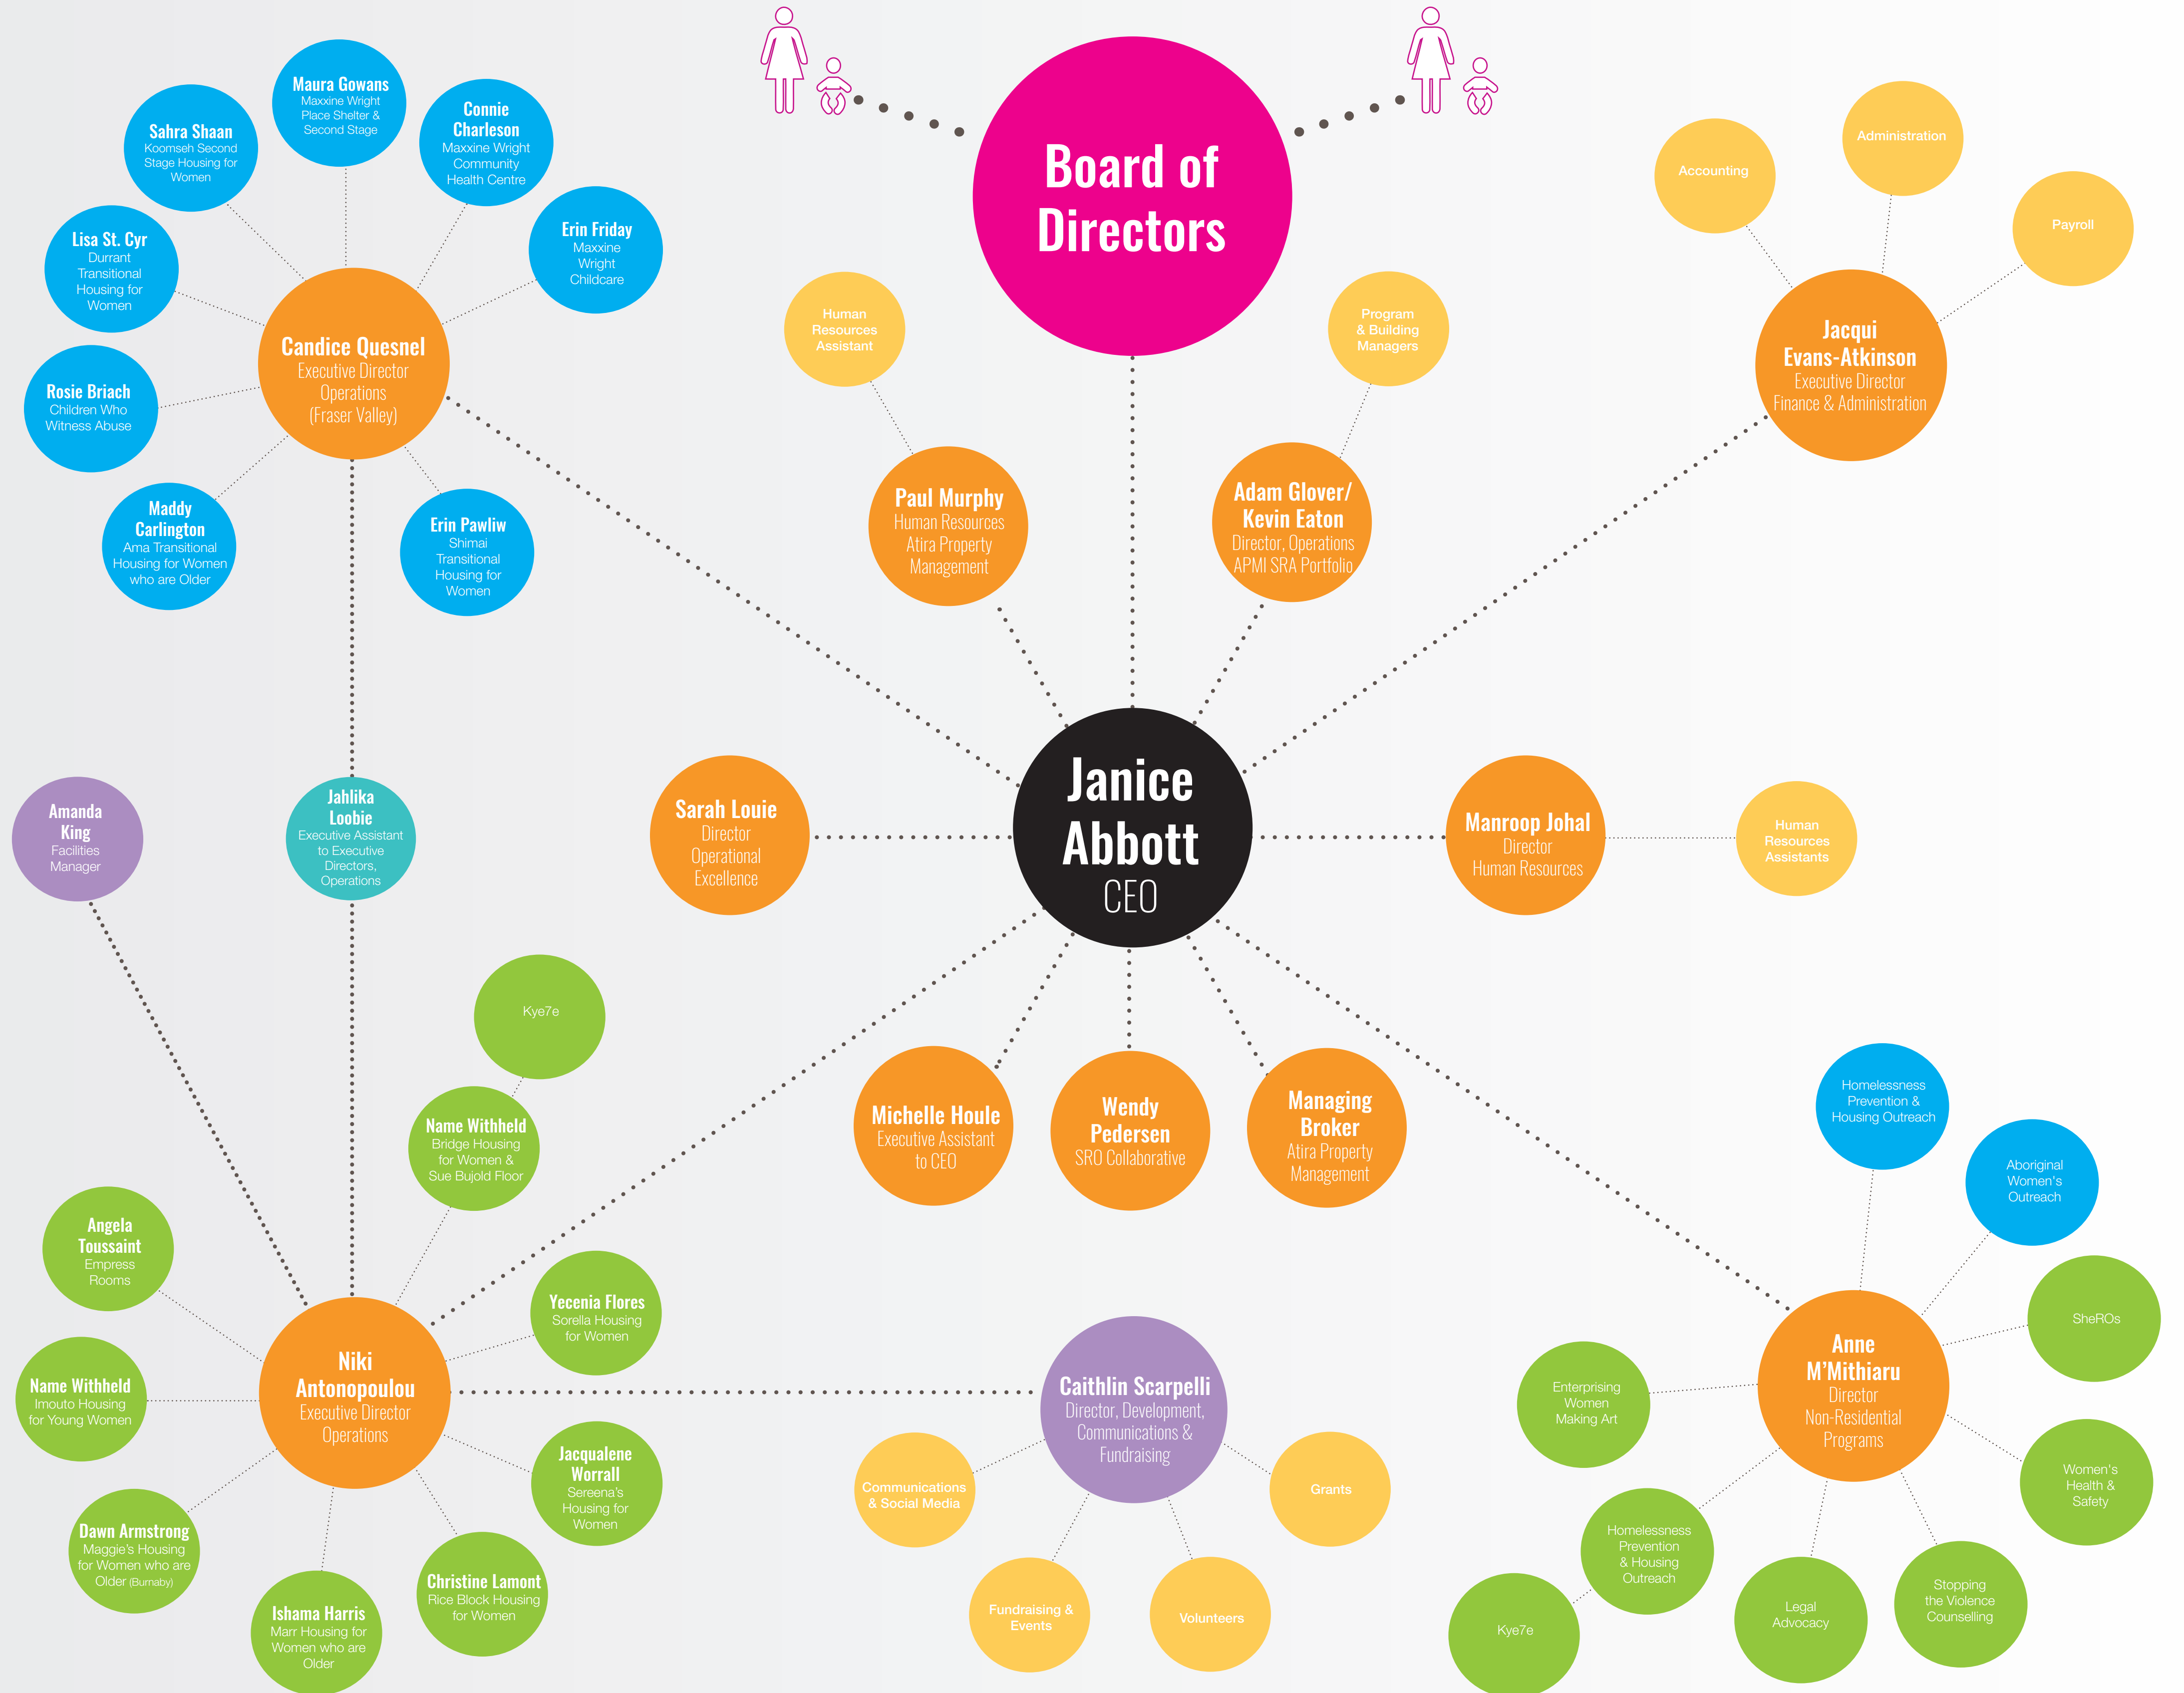 Board of
Directors
Maura Gowans
Maxxine Wright
Place Shelter &
Second Stage
Connie
Charleson
Maxxine Wright
Community
Health Centre
Sahra Shaan
Koomseh Second
Stage Housing for
Women
Erin Friday
Maxxine
Wright
Childcare
Lisa St. Cyr
Durrant
Transitional
Housing for
Women
Candice Quesnel
Executive Director
Operations
(Fraser Valley)
Rosie Briach
Children Who
Witness Abuse
Maddy
Carlington
Ama Transitional
Housing for Women
who are Older
Erin Pawliw
Shimai
Transitional
Housing for
Women
Human
Resources
Assistant
Program
& Building
Managers
Paul Murphy
Human Resources
Atira Property
Management
Adam Glover/
Kevin Eaton
Director, Operations
APMI SRA Portfolio
Accounting
Administration
Payroll
Jacqui
Evans-Atkinson
Executive Director
Finance & Administration
Amanda
King
Facilities
Manager
Jahlika
Loobie
Executive Assistant
to Executive
Directors,
Operations
Sarah Louie
Director
Operational
Excellence
Janice
Abbott
CEO
Manroop Johal
Director
Human Resources
Human
Resources
Assistants
Kye7e
Name Withheld
Bridge Housing
for Women &
Sue Bujold Floor
Michelle Houle
Executive Assistant
to CEO
Wendy
Pedersen
SRO Collaborative
Managing
Broker
Atira Property
Management
Angela
Toussaint
Empress
Rooms
Yecenia Flores
Sorella Housing
for Women
Name Withheld
Imouto Housing
for Young Women
Niki
Antonopoulou
Executive Director
Operations
Jacqualene
Worrall
Sereena's
Housing for
Women
Dawn Armstrong
Maggie's Housing
for Women who are
Older (Burnaby)
Ishama Harris
Marr Housing for
Women who are
Older
Christine Lamont
Rice Block Housing
for Women
Caithlin Scarpelli
Director, Development,
Communications &
Fundraising
Communications
& Social Media
Grants
Fundraising &
Events
Volunteers
Homelessness
Prevention &
Housing Outreach
Aboriginal
Women's
Outreach
SheROs
Anne
M’Mithiaru
Director
Non-Residential
Programs
Enterprising
Women
Making Art
Women's
Health &
Safety
Homelessness
Prevention
& Housing
Outreach
Stopping
the Violence
Counselling
Legal
Advocacy
Kye7e